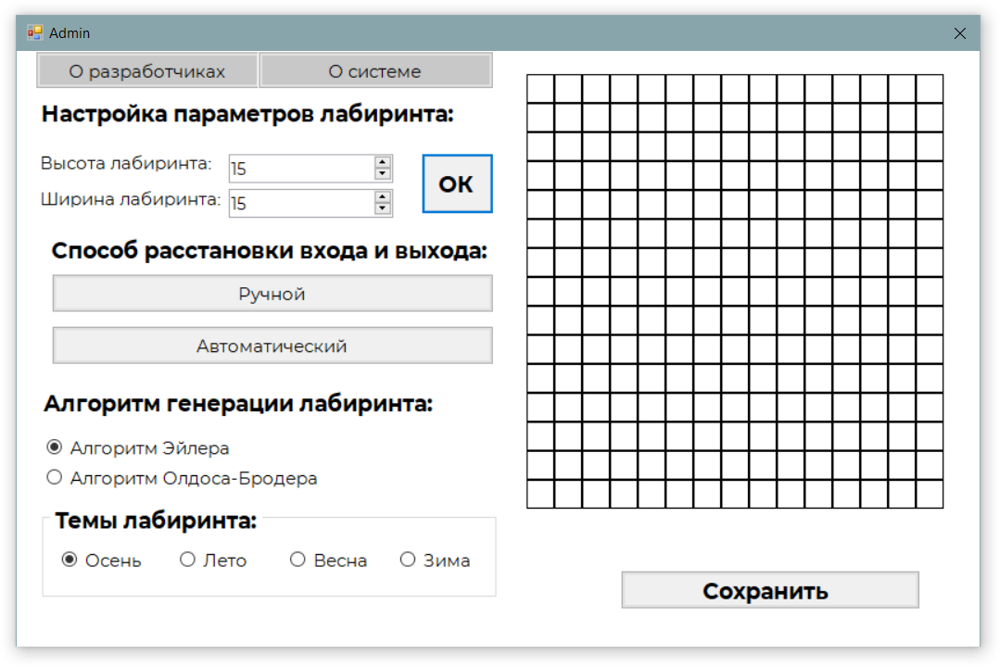 Admin
О разработчиках
О системе
Настройка параметров лабиринта:
Высота лабиринта:
15
Ширина лабиринта:
15
ОК
Способ расстановки входа и выхода:
Ручной
Автоматический
Алгоритм генерации лабиринта:
Алгоритм Эйлера
Алгоритм Олдоса-Бродера
Темы лабиринта:
Осень
Лето
Весна
Зима
Сохранить